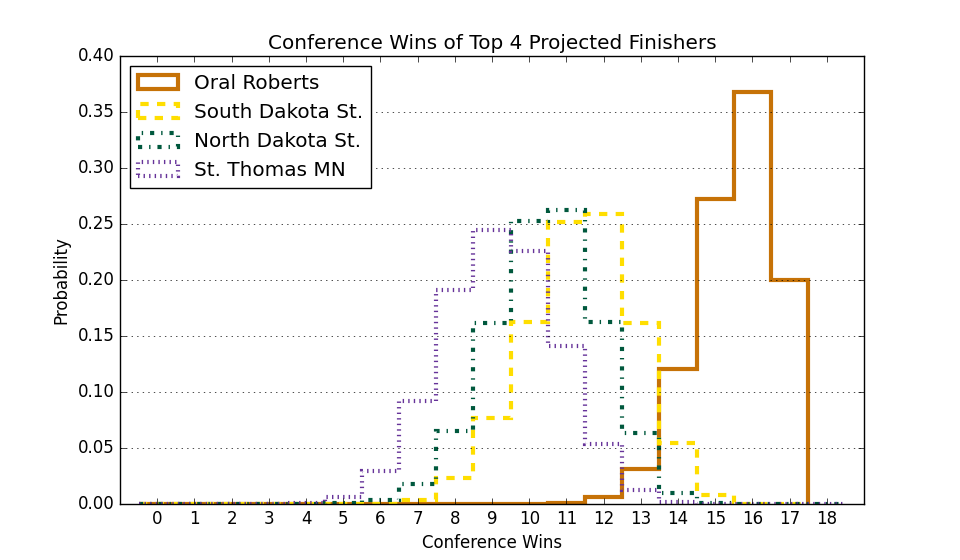 Conference Wins of Top 4 Projected Finishers
Oral Roberts
South Dakota St.
North Dakota St.
St. Thomas MN
Probability
0.40
0.35
0.30
0.25
0.20
0.15
0.10
0.05
0.00
0 1 2 3 4 5 6 7 8 9 10 11 12 13 14 15 16 17 18
Conference Wins